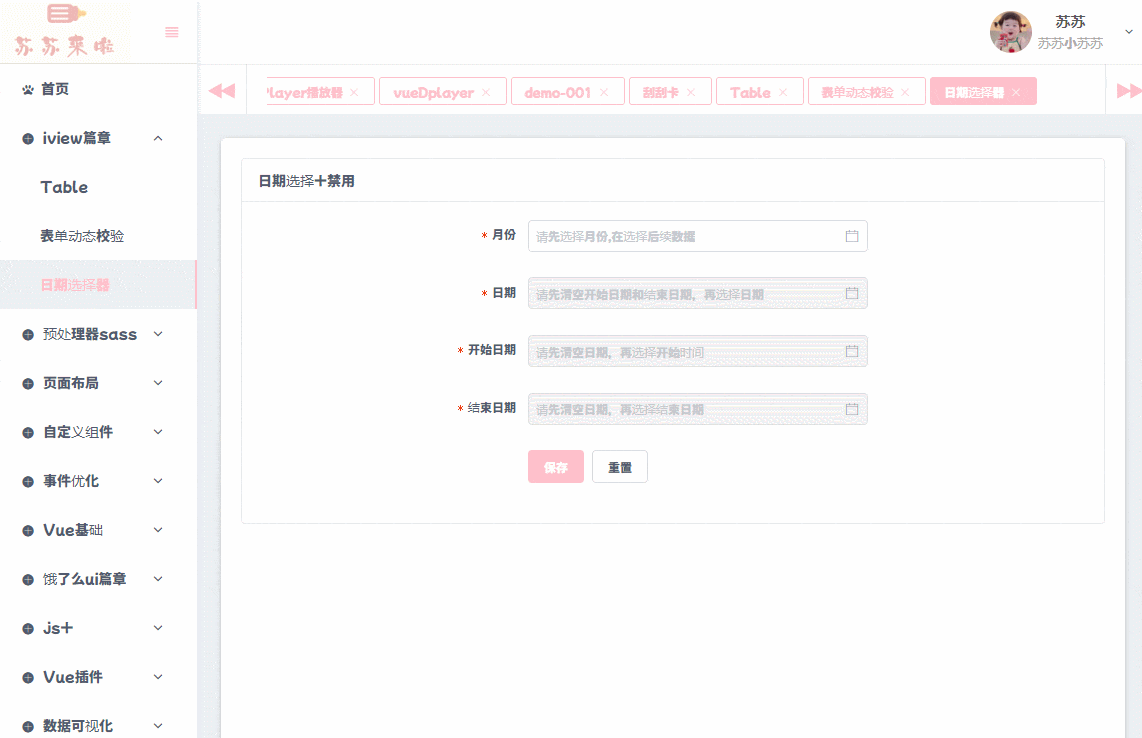 苏苏来啦
苏苏
苏苏小苏苏
首页
iview篇章
Table
表单动态校验
日期选择器
预处理器sass
页面布局
自定义组件
事件优化
Vue基础
饿了么ui篇章
js+
Vue插件
数据可视化
Player播放器 ×
vueDplayer ×
demo-001 ×
刮刮卡 ×
Table ×
表单动态校验 ×
日期选择器 ×
日期选择+禁用
* 月份
请先选择月份,在选择后续数据
* 日期
请先清空开始日期和结束日期，再选择日期
* 开始日期
请先清空日期，再选择开始时间
* 结束日期
请先清空日期，再选择结束日期
保存
重置